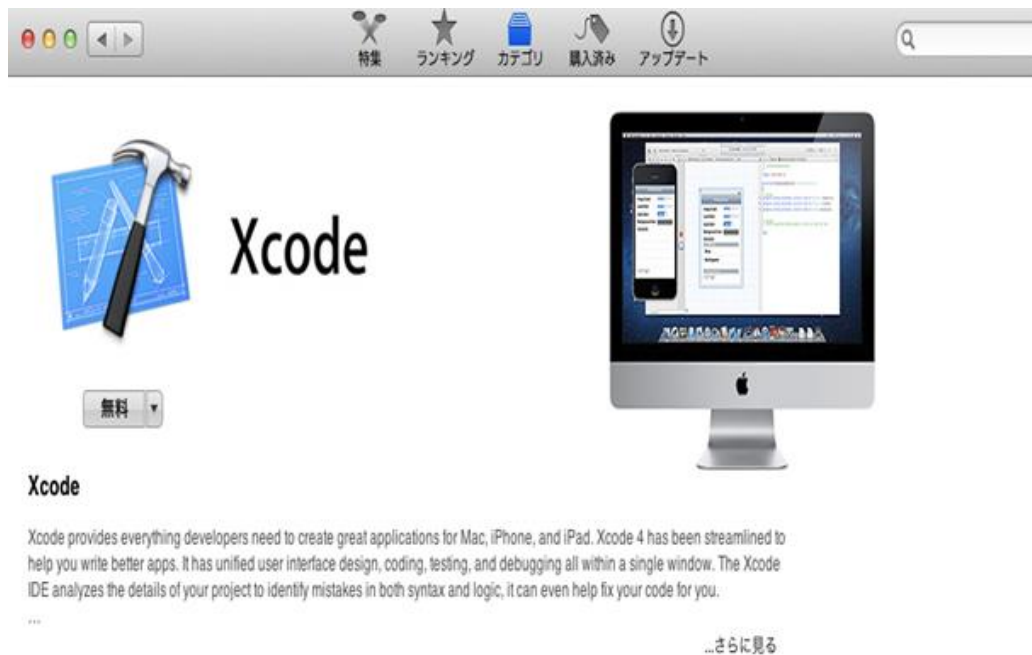 特集 ランキング カテゴリ 購入済み アップデート
Xcode
無料
Xcode
Xcode provides everything developers need to create great applications for Mac, iPhone, and iPad. Xcode 4 has been streamlined to
help you write better apps. It has unified user interface design, coding, testing, and debugging all within a single window. The Xcode
IDE analyzes the details of your project to identify mistakes in both syntax and logic, it can even help fix your code for you.
...
...さらに見る